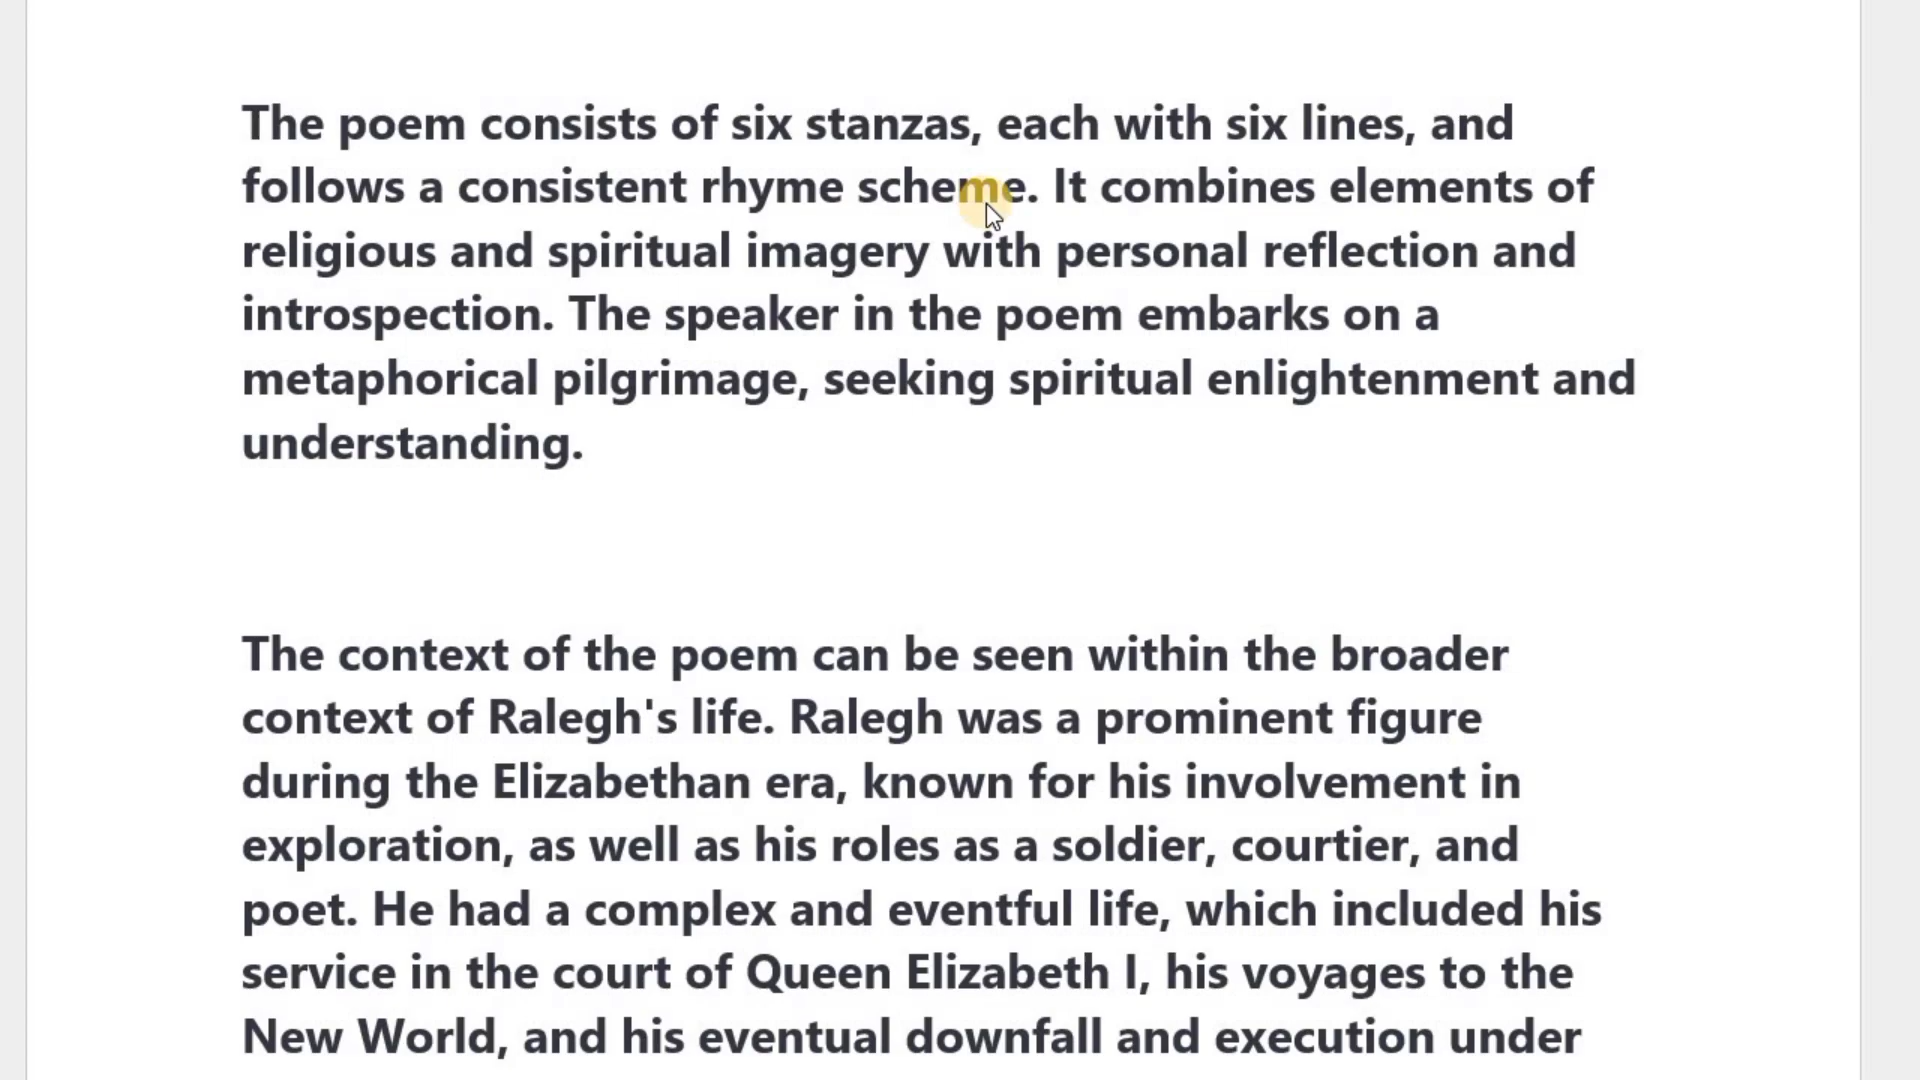 The poem consists of six stanzas, each with six lines, and
follows a consistent rhyme scheme. It combines elements of
religious and spiritual imagery with personal reflection and
introspection. The speaker in the poem embarks on a
metaphorical pilgrimage, seeking spiritual enlightenment and
understanding.
The context of the poem can be seen within the broader
context of Ralegh's life. Ralegh was a prominent figure
during the Elizabethan era, known for his involvement in
exploration, as well as his roles as a soldier, courtier, and
poet. He had a complex and eventful life, which included his
service in the court of Queen Elizabeth I, his voyages to the
New World, and his eventual downfall and execution under